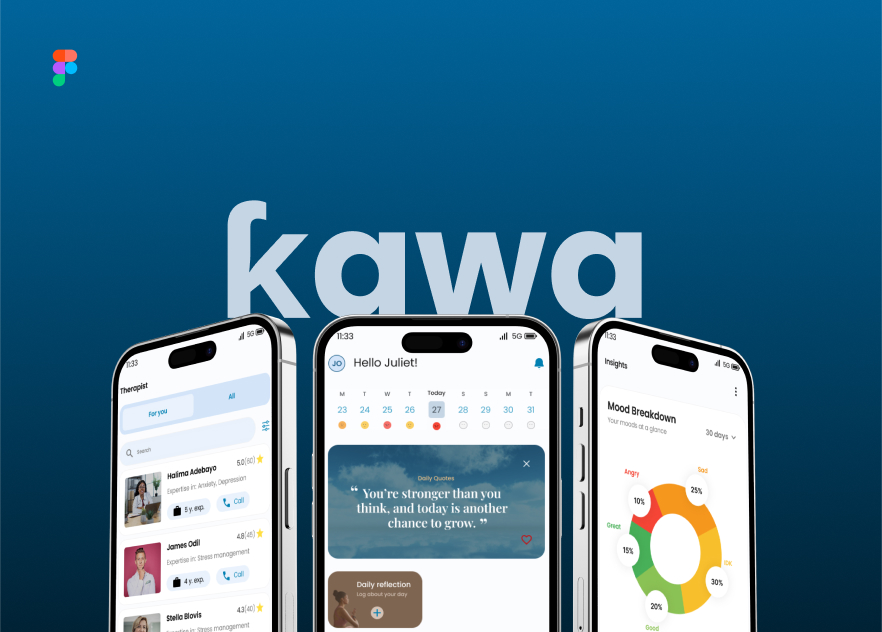 kawa
11:33
5G
Therapist
For you
All
Search
Halima Adebayo
5.0(60)
Expertise in: Anxiety, Depression
5 y. exp.
Call
James Odil
4.8(45)
Expertise in: Stress management
4 y. exp.
Call
Stella Blovis
4.3(40)
Expertise in: Stress management
11:33
5G
JO
Hello Juliet!
M T W T Today S S M T
23 24 25 26 27 28 29 30 31
Daily Quotes
“ You’re stronger than you
think, and today is another
chance to grow. ”
Daily reflection
Log about your day
11:33
5G
Insights
Mood Breakdown
Your moods at a glance
30 days
Angry
10%
Sad
25%
Great
15%
30%
20%
Good